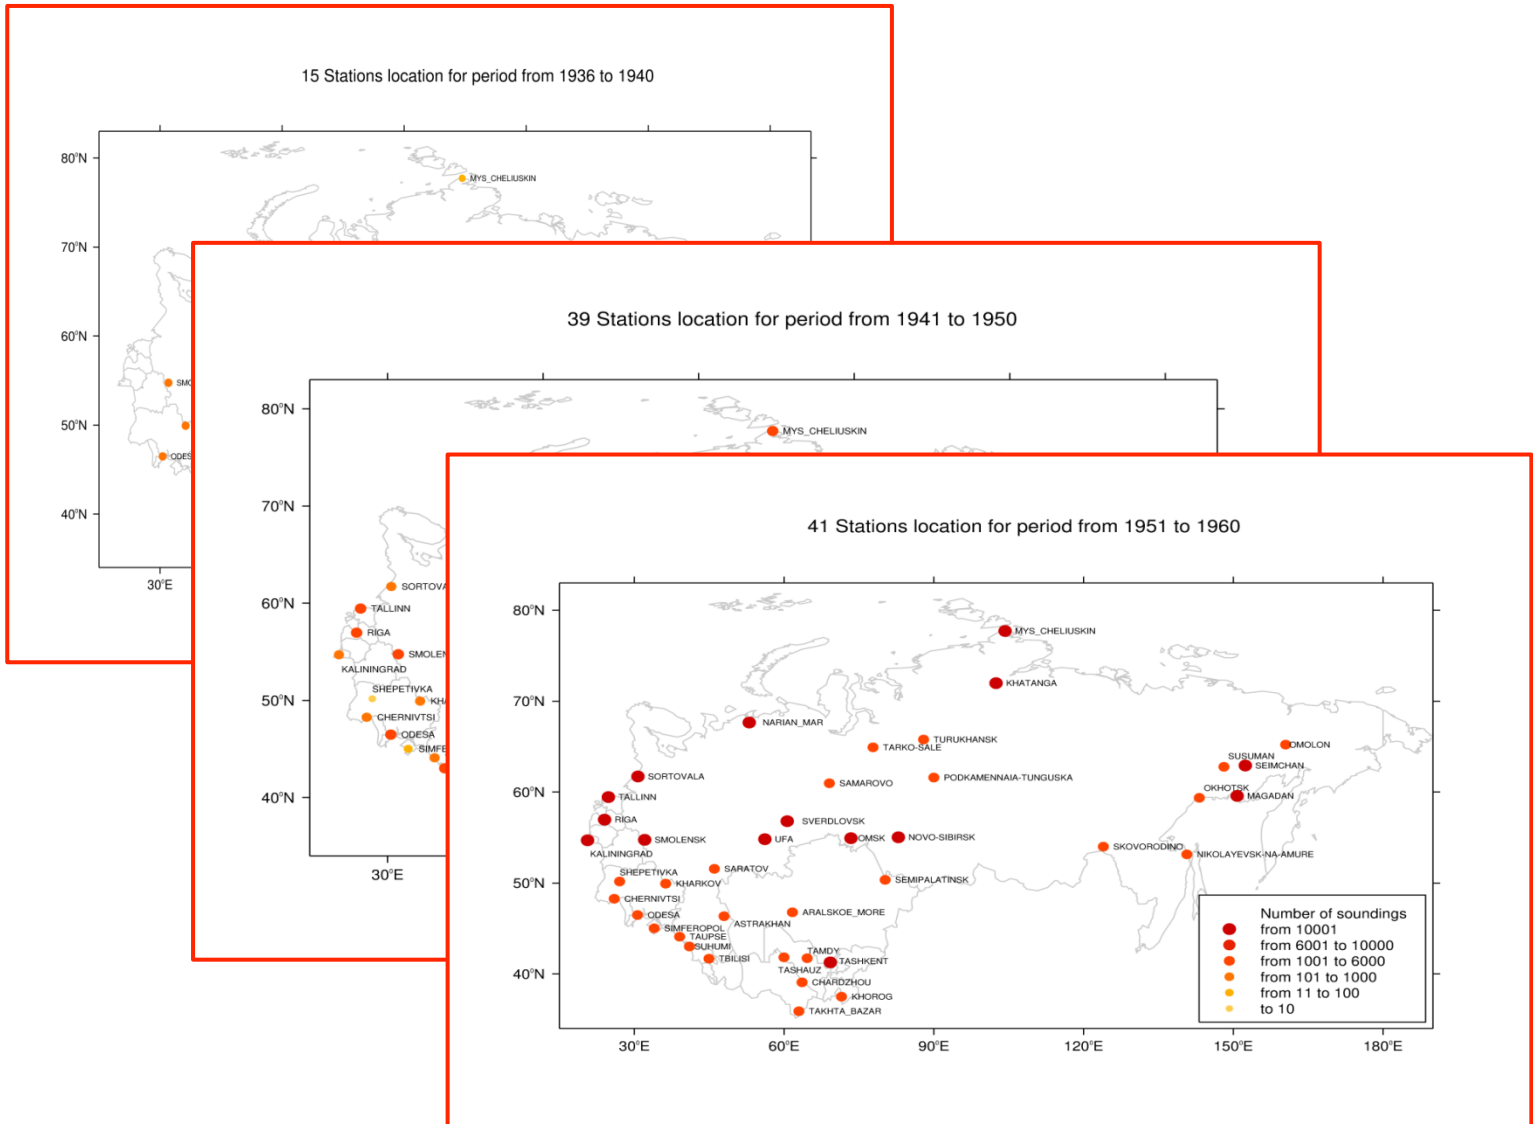 15 Stations location for period from 1936 to 1940
80°N
MYS_CHELIUSKIN
70°N
60°N
SMO
50°N
ODES
40°N
30°E
39 Stations location for period from 1941 to 1950
80°N
MYS_CHELIUSKIN
70°N
SORTOVA
60°N
TALLINN
RIGA
SMOLEN
KALININGRAD
SHEPETIVKA
50°N
KHA
CHERNIVTSI
ODESA
SIMFE
40°N
30°E
41 Stations location for period from 1951 to 1960
80°N
MYS_CHELIUSKIN
KHATANGA
70°N
NARIAN_MAR
TURUKHANSK
TARKO-SALE
OMOLON
SUSUMAN
SEIMCHAN
SORTOVALA
SAMAROVO
PODKAMENNAIA-TUNGUSKA
OKHOTSK
60°N
TALLINN
MAGADAN
RIGA
SVERDLOVSK
SMOLENSK
UFA
OMSK
NOVO-SIBIRSK
KALININGRAD
SKOVORODINO
NIKOLAYEVSK-NA-AMURE
SARATOV
SHEPETIVKA
50°N
KHARKOV
SEMIPALATINSK
CHERNIVTSI
ODESA
ARALSKOE_MORE
ASTRAKHAN
SIMFEROPOL
TAUPSE
SUHUMI
TBILISI
TAMDY
TASHKENT
TASHAUZ
40°N
CHARDZHOU
KHOROG
TAKHTA_BAZAR
Number of soundings
from 10001
from 6001 to 10000
from 1001 to 6000
from 101 to 1000
from 11 to 100
to 10
30°E
60°E
90°E
120°E
150°E
180°E